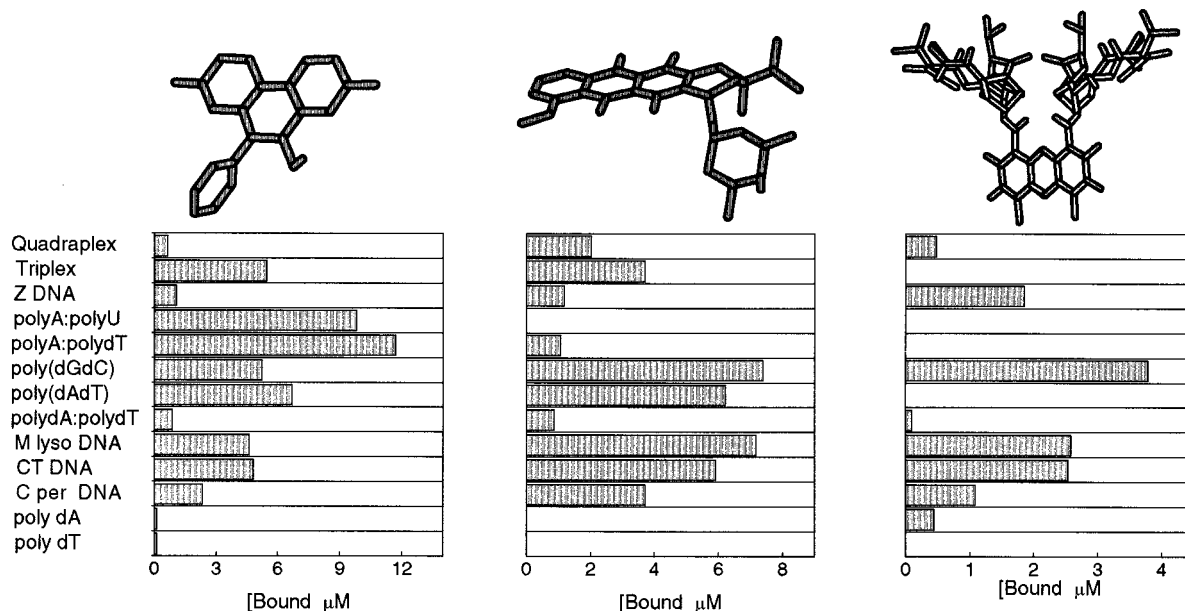 Quadraplex
Triplex
Z DNA
polyA:polyU
polyA:polydT
poly(dGdC)
poly(dAdT)
polydA:polydT
M lyso DNA
CT DNA
C per DNA
poly dA
poly dT
0 3 6 9 12
0 2 4 6 8
0 1 2 3 4
[Bound μM
[Bound μM
[Bound μM